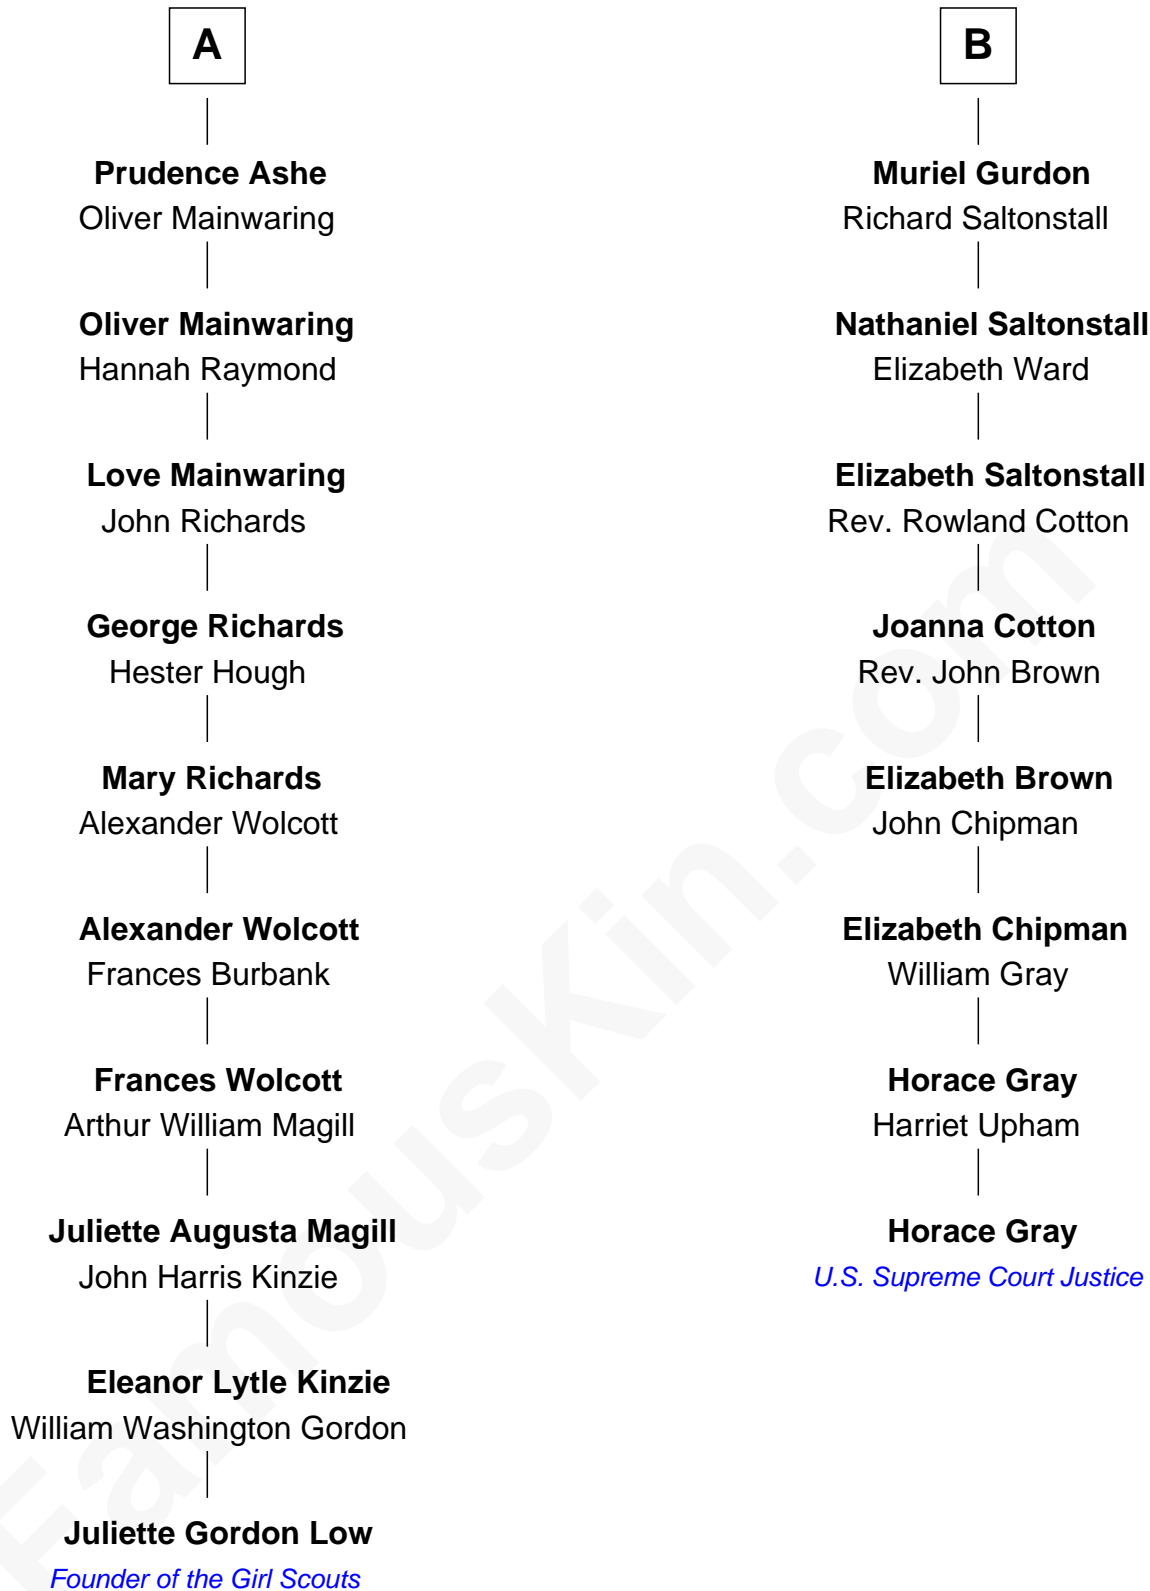 A
Prudence Ashe
Oliver Mainwaring
Oliver Mainwaring
Hannah Raymond
Love Mainwaring
John Richards
George Richards
Hester Hough
Mary Richards
Alexander Wolcott
Alexander Wolcott
Frances Burbank
Frances Wolcott
Arthur William Magill
Juliette Augusta Magill
John Harris Kinzie
Eleanor Lytle Kinzie
William Washington Gordon
Juliette Gordon Low
Founder of the Girl Scouts
B
Muriel Gurdon
Richard Saltonstall
Nathaniel Saltonstall
Elizabeth Ward
Elizabeth Saltonstall
Rev. Rowland Cotton
Joanna Cotton
Rev. John Brown
Elizabeth Brown
John Chipman
Elizabeth Chipman
William Gray
Horace Gray
Harriet Upham
Horace Gray
U.S. Supreme Court Justice
FamousKin.com